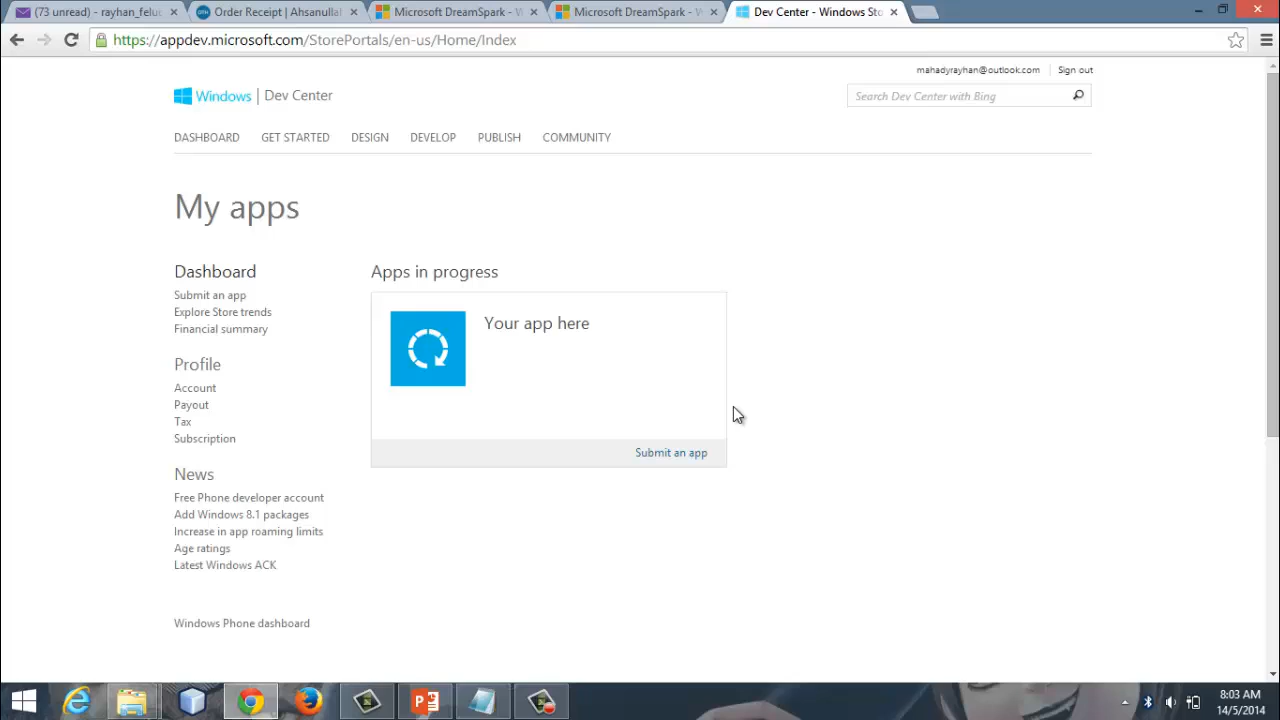 (73 unread) - rayhan_felu
Order Receipt | Ahsanullah
Microsoft DreamSpark - W
Microsoft DreamSpark - W
Dev Center - Windows Sto
https://appdev.microsoft.com/StorePortals/en-us/Home/Index
mahadyrayhan@outlook.com
Sign out
Windows | Dev Center
Search Dev Center with Bing
DASHBOARD GET STARTED DESIGN DEVELOP PUBLISH COMMUNITY
My apps
Dashboard
Submit an app
Explore Store trends
Financial summary
Profile
Account
Payout
Tax
Subscription
News
Free Phone developer account
Add Windows 8.1 packages
Increase in app roaming limits
Age ratings
Latest Windows ACK
Windows Phone dashboard
Apps in progress
Your app here
Submit an app
8:03 AM
14/5/2014